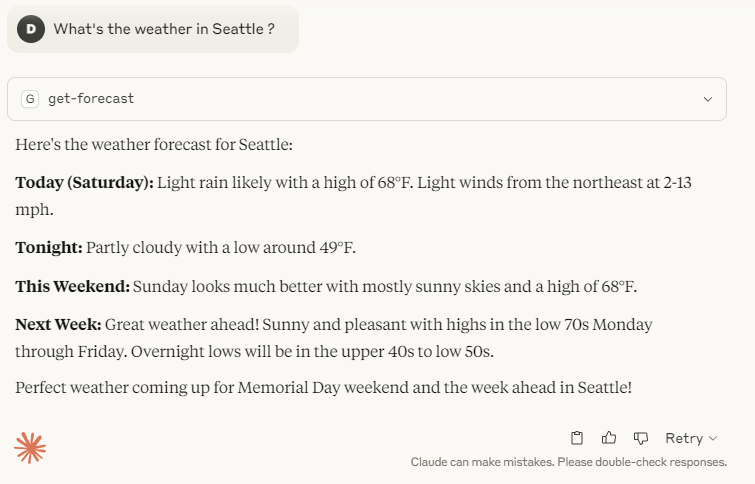 D What's the weather in Seattle ?
G get-forecast
Here's the weather forecast for Seattle:
Today (Saturday): Light rain likely with a high of 68°F. Light winds from the northeast at 2-13
mph.
Tonight: Partly cloudy with a low around 49°F.
This Weekend: Sunday looks much better with mostly sunny skies and a high of 68°F.
Next Week: Great weather ahead! Sunny and pleasant with highs in the low 70s Monday
through Friday. Overnight lows will be in the upper 40s to low 50s.
Perfect weather coming up for Memorial Day weekend and the week ahead in Seattle!
Retry
Claude can make mistakes. Please double-check responses.